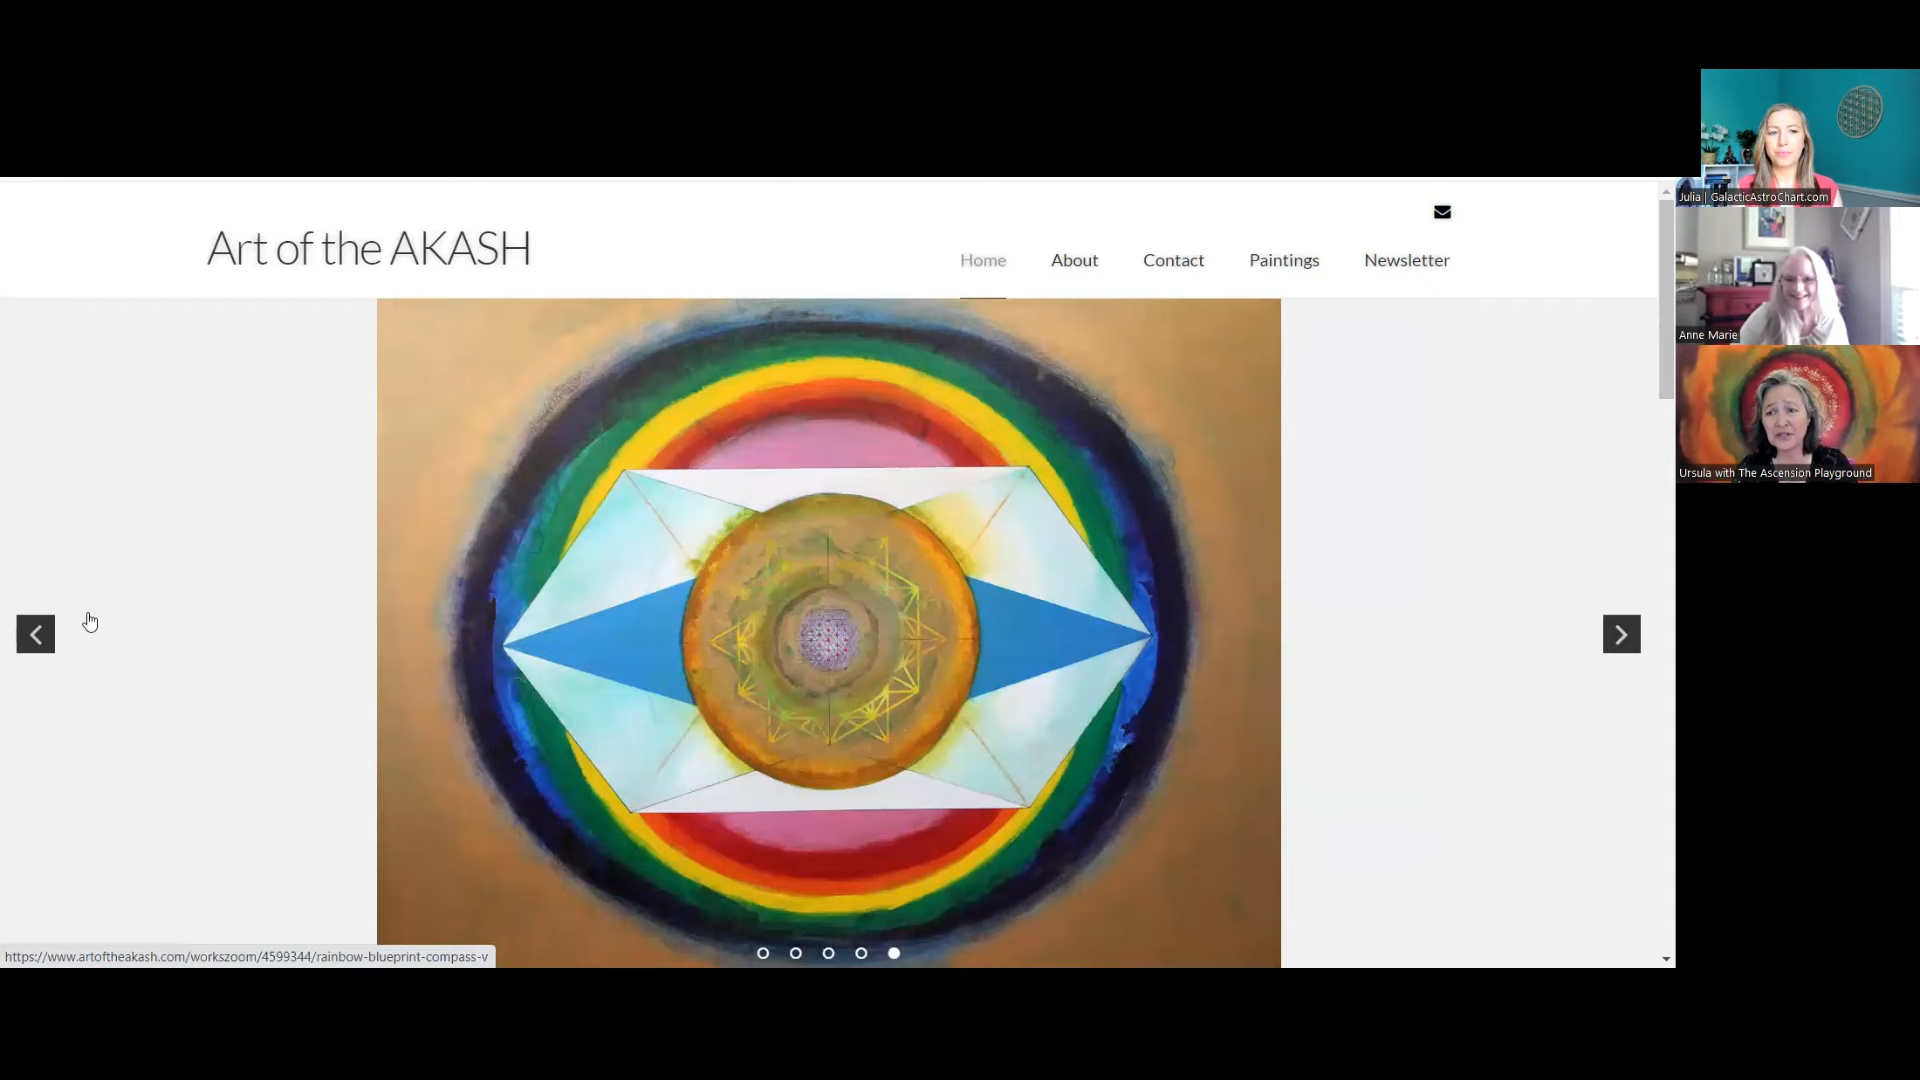 Art of the AKASH
Home
About
Contact
Paintings
Newsletter
Julia | GalacticAstroChart.com
Anne Marie
Ursula with The Ascension Playground
https://www.artoftheakash.com/workszoom/4599344/rainbow-blueprint-compass-v